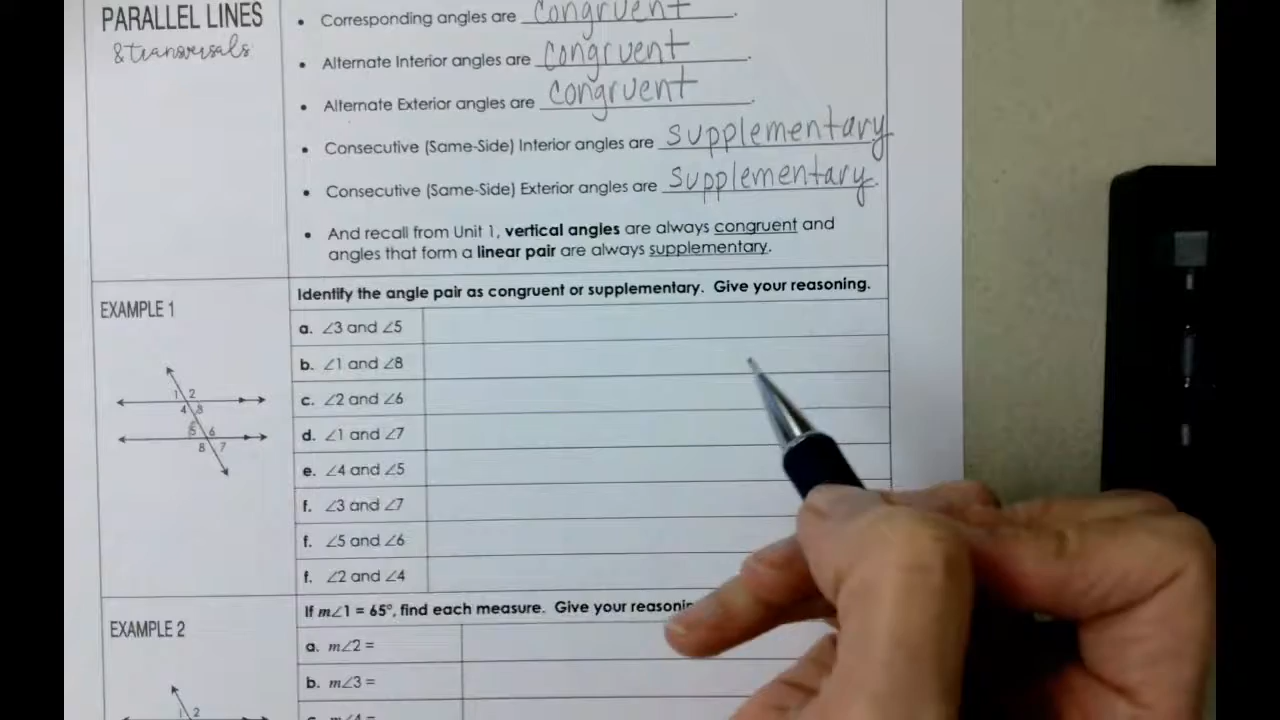 PARALLEL LINES
& transversals
• Corresponding angles are congruent.
• Alternate Interior angles are congruent.
• Alternate Exterior angles are congruent.
• Consecutive (Same-Side) Interior angles are supplementary
• Consecutive (Same-Side) Exterior angles are supplementary.
• And recall from Unit 1, vertical angles are always congruent and
angles that form a linear pair are always supplementary.
EXAMPLE 1
Identify the angle pair as congruent or supplementary. Give your reasoning.
a. ∠3 and ∠5
b. ∠1 and ∠8
c. ∠2 and ∠6
d. ∠1 and ∠7
e. ∠4 and ∠5
f. ∠3 and ∠7
f. ∠5 and ∠6
f. ∠2 and ∠4
1 2
4 3
5 6
8 7
EXAMPLE 2
If m∠1 = 65°, find each measure. Give your
a. m∠2 =
b. m∠3 =
1 2